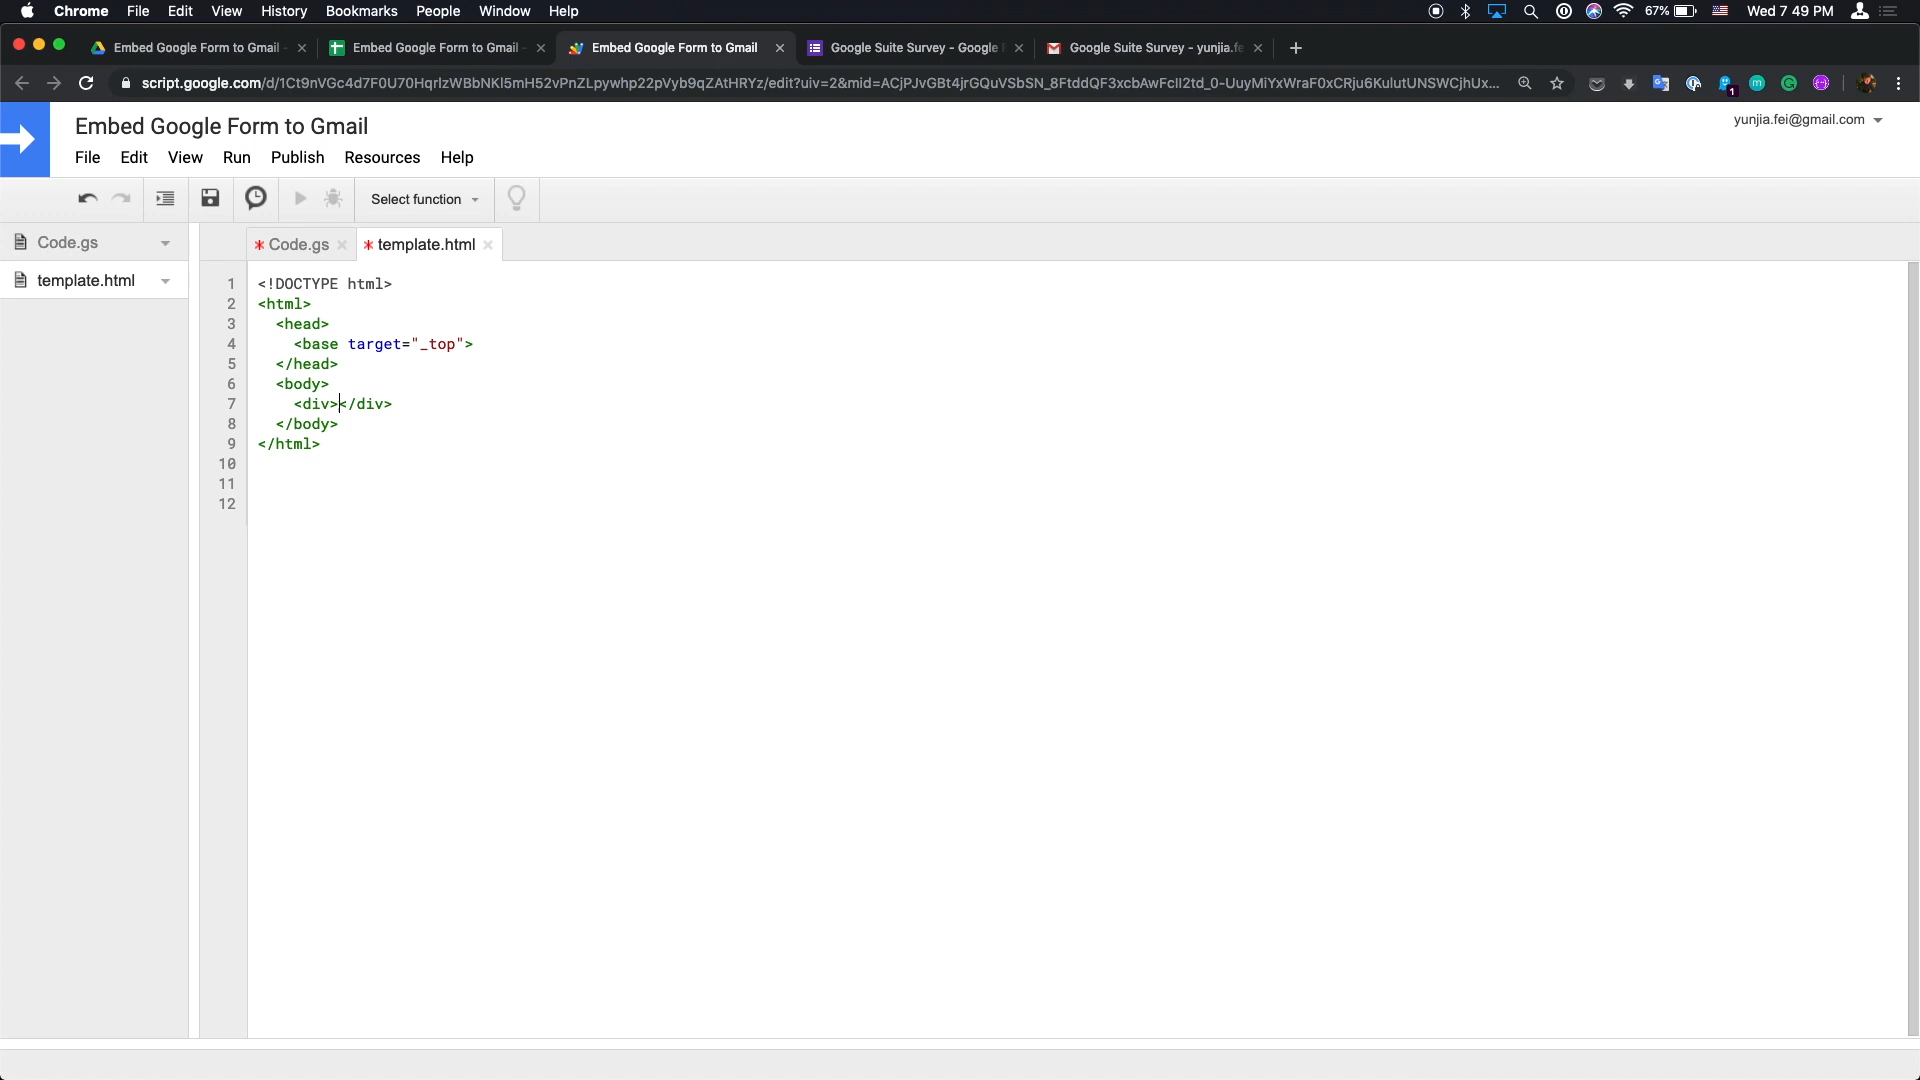 Chrome File Edit View History Bookmarks People Window Help 67% Wed 7 49 PM
Embed Google Form to Gmail - Embed Google Form to Gmail - Embed Google Form to Gmail Google Suite Survey - Google Google Suite Survey - yunjia.fe
script.google.com/d/1Ct9nVGc4d7F0U70HqrIzWBbNKl5mH52vPnZLpywhp22pVyb9qZAtHRYz/edit?uiv=2&mid=ACjPJvGBt4jrGQuVSbSN_8FtddQF3xcbAwFcII2td_0-UuyMiYxWraF0xCRju6KulutUNSWCjhUx...
1
Embed Google Form to Gmail
yunjia.fei@gmail.com
File Edit View Run Publish Resources Help
Select function
Code.gs
template.html
* Code.gs * template.html
1 <!DOCTYPE html>
2 <html>
3 <head>
4 <base target="_top">
5 </head>
6 <body>
7 <div></div>
8 </body>
9 </html>
10
11
12